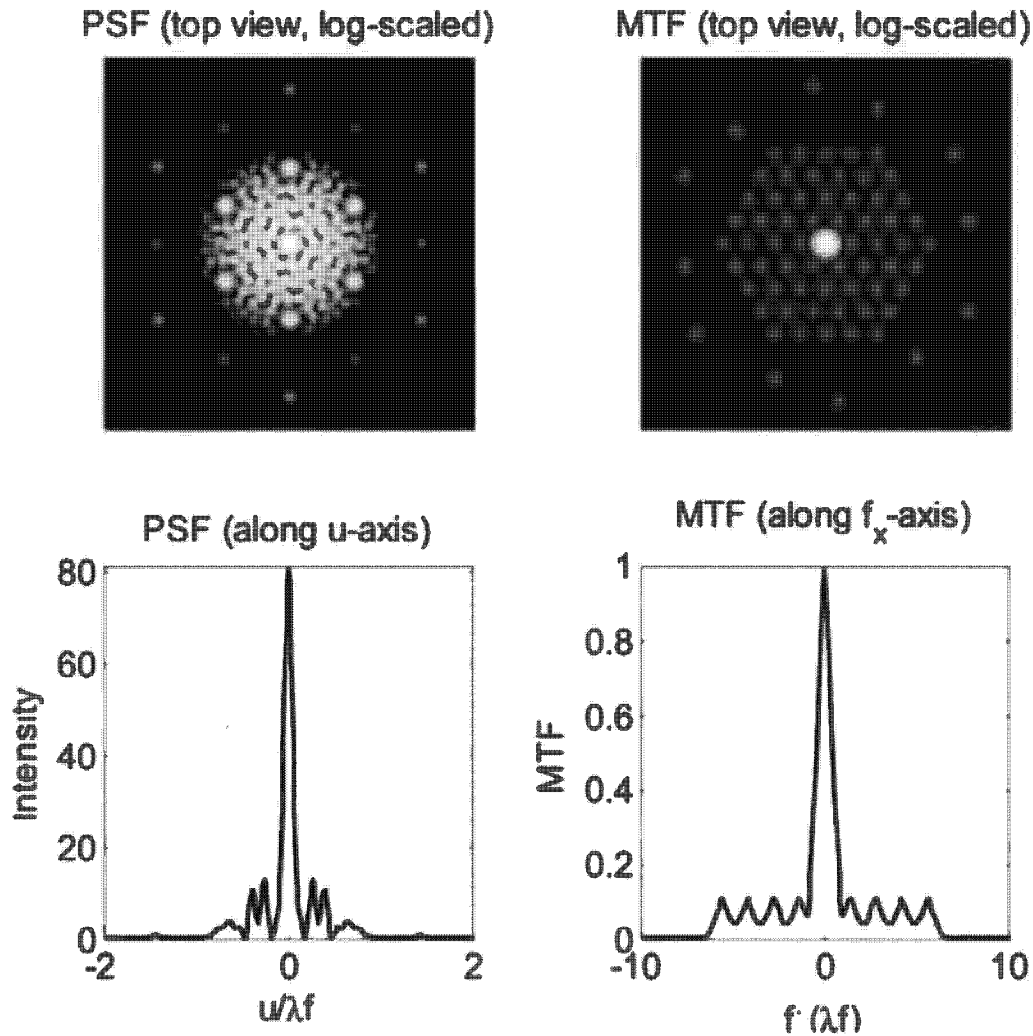 PSF (top view, log-scaled)
MTF (top view, log-scaled)
PSF (along u-axis)
MTF (along fₓ-axis)
80
60
40
20
0
Intensity
-2
0
2
u/λf
1
0.8
0.6
0.4
0.2
0
MTF
-10
0
10
(λf)